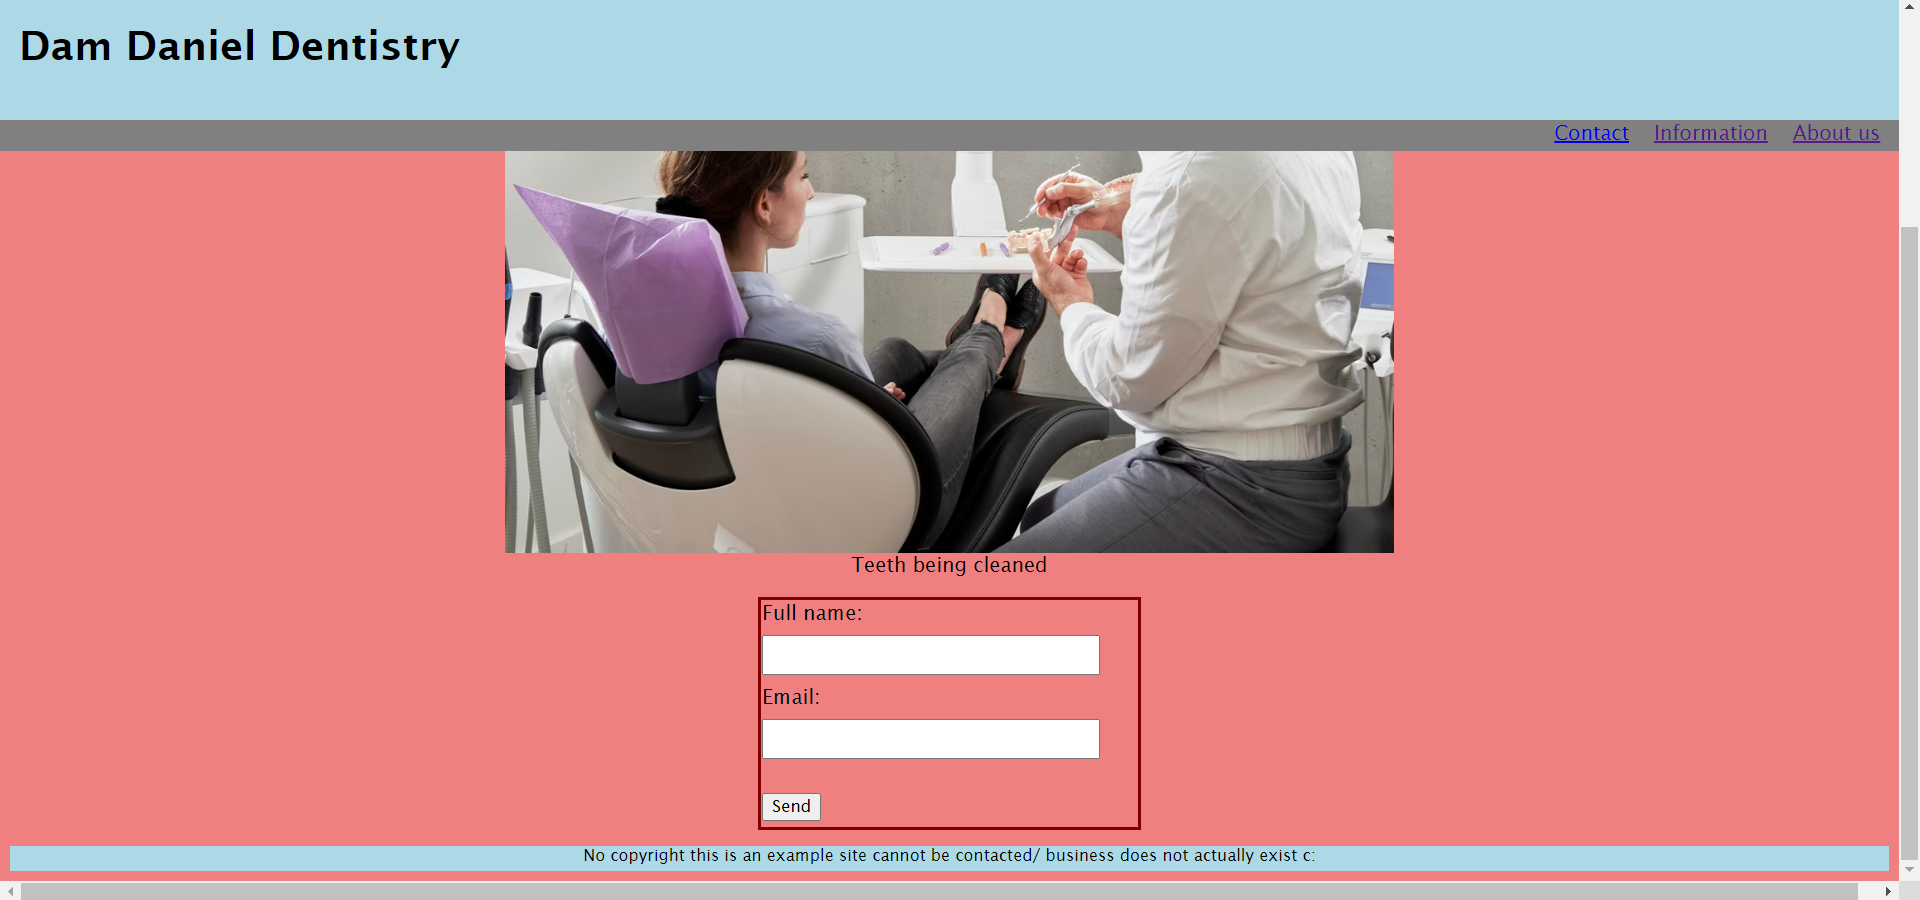 Dam Daniel Dentistry
Contact Information About us
Teeth being cleaned
Full name:
Email:
Send
No copyright this is an example site cannot be contacted/ business does not actually exist c: